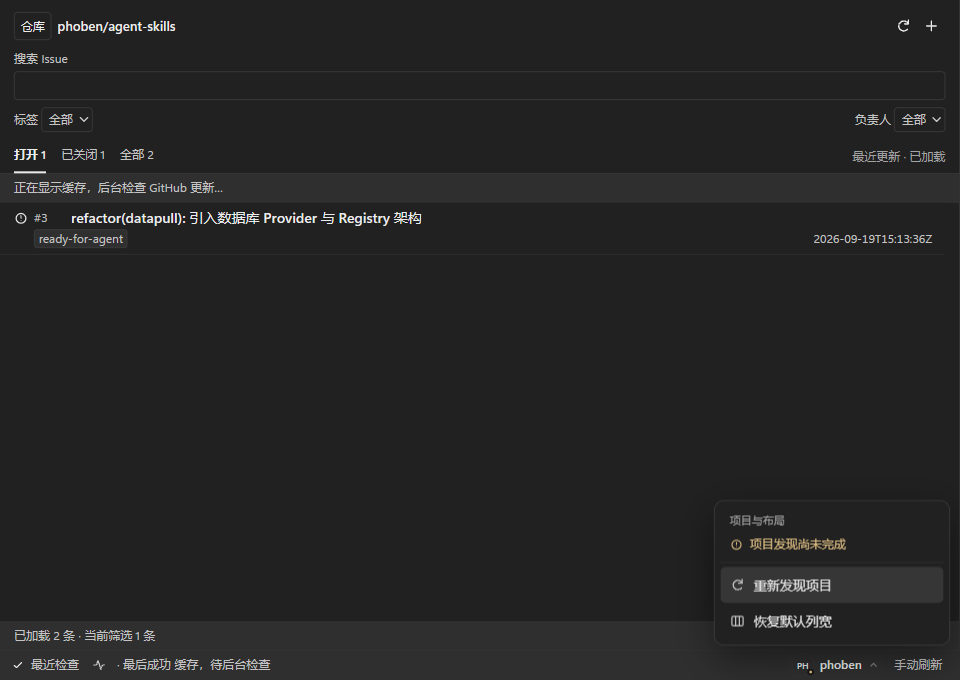 仓库 phoben/agent-skills
搜索 Issue
标签 全部 负责人 全部
打开 1 已关闭 1 全部 2 最近更新 · 已加载
正在显示缓存，后台检查 GitHub 更新...
#3 refactor(datapull): 引入数据库 Provider 与 Registry 架构
ready-for-agent 2026-09-19T15:13:36Z
项目与布局
项目发现尚未完成
重新发现项目
恢复默认列宽
已加载 2 条 · 当前筛选 1 条
最近检查 · 最后成功 缓存，待后台检查 PH phoben 手动刷新